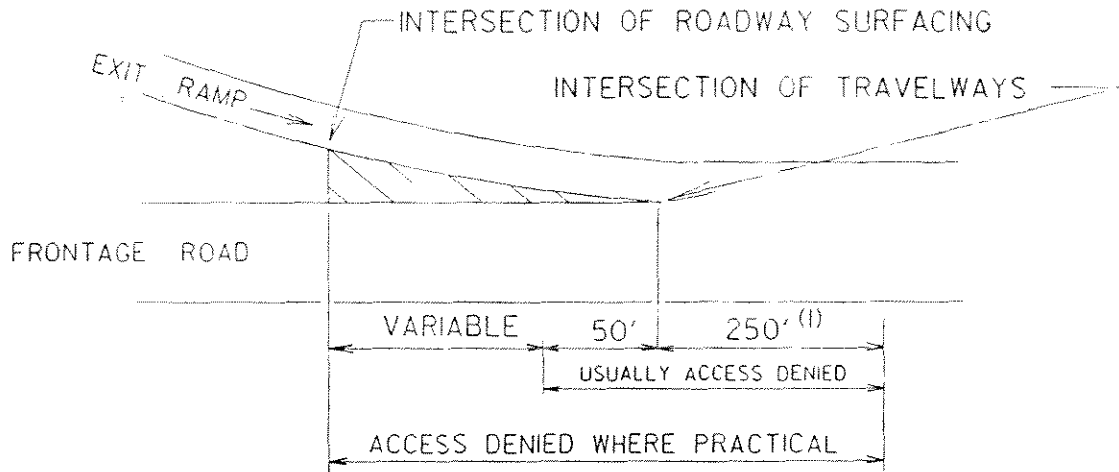 INTERSECTION OF ROADWAY SURFACING
EXIT RAMP
INTERSECTION OF TRAVELWAYS
FRONTAGE ROAD
VARIABLE 50' 250' (1)
USUALLY ACCESS DENIED
ACCESS DENIED WHERE PRACTICAL